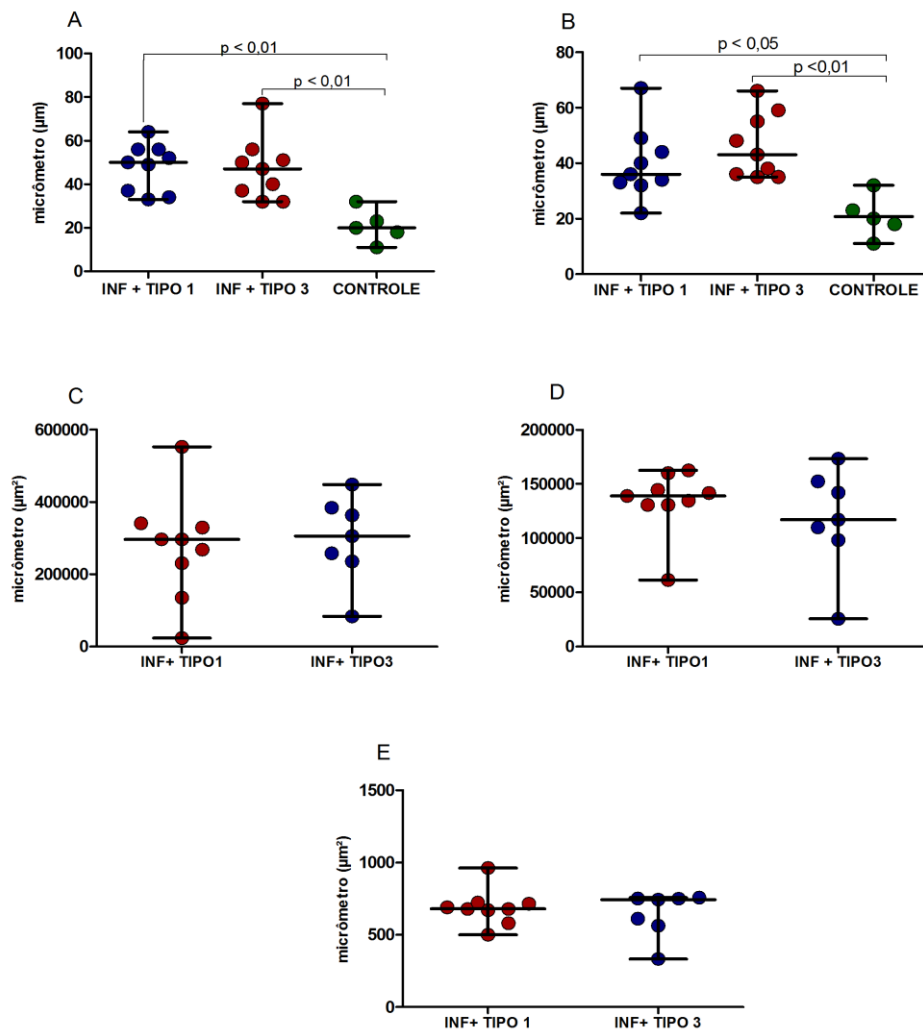 A
p < 0,01
p < 0,01
micrômetro (µm)
100
80
60
40
20
0
INF + TIPO 1
INF + TIPO 3
CONTROLE
B
p < 0,05
p <0,01
micrômetro (µm)
80
60
40
20
0
INF + TIPO 1
INF + TIPO 3
CONTROLE
C
micrômetro (µm²)
600000
400000
200000
0
INF+ TIPO1
INF+ TIPO3
D
micrômetro (µm²)
200000
150000
100000
50000
0
INF+ TIPO1
INF + TIPO3
E
micrômetro (µm²)
1500
1000
500
0
INF+ TIPO 1
INF+ TIPO 3